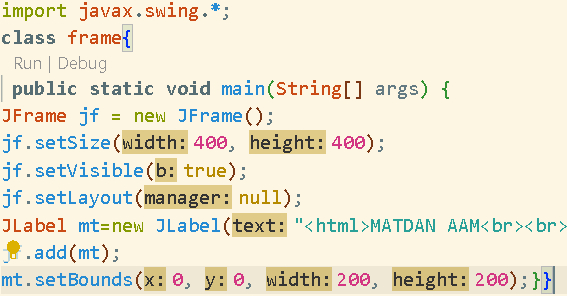 import javax.swing.*;
class frame{
Run | Debug
public static void main(String[] args) {
JFrame jf = new JFrame();
jf.setSize(width: 400, height: 400);
jf.setVisible(b: true);
jf.setLayout(manager: null);
JLabel mt=new JLabel(text: "<html>MATDAN AAM<br><br>
.add(mt);
mt.setBounds(x: 0, y: 0, width: 200, height: 200);}}